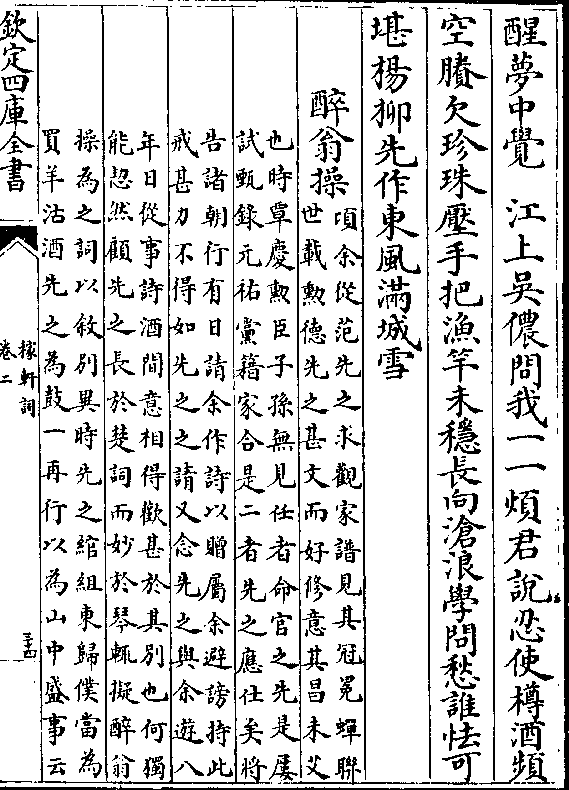 醒夢中覺　江上吳儂問我一一煩君說忍使樽酒頻
空賸欠珍珠壓手把漁竿未穩長向滄浪學問愁誰怯可
堪楊柳先作東風滿城雪
醉翁操
頃余從范先之求觀家譜見其冠冕蟬聯
世載勲德先之甚文而好修意其昌未艾
也時覃慶勲臣子孫無見任者命官之先是屢
試甄錄元祐黨籍家合是二者先之應仕矣將
告諸朝行有日請余作詩以贈屬余避謗持此
戒甚力不得如先之之請又念先之與余遊八
年日從事詩酒間意相得歡甚於其別也何獨
能恝然顧先之長於楚詞而妙於琴輒擬醉翁
操為之詞以敘別異時先之綰組東歸僕當為
買羊沽酒先之為鼓一再行以為山中盛事云
欽定四庫全書
稼軒詞
卷二
三十四